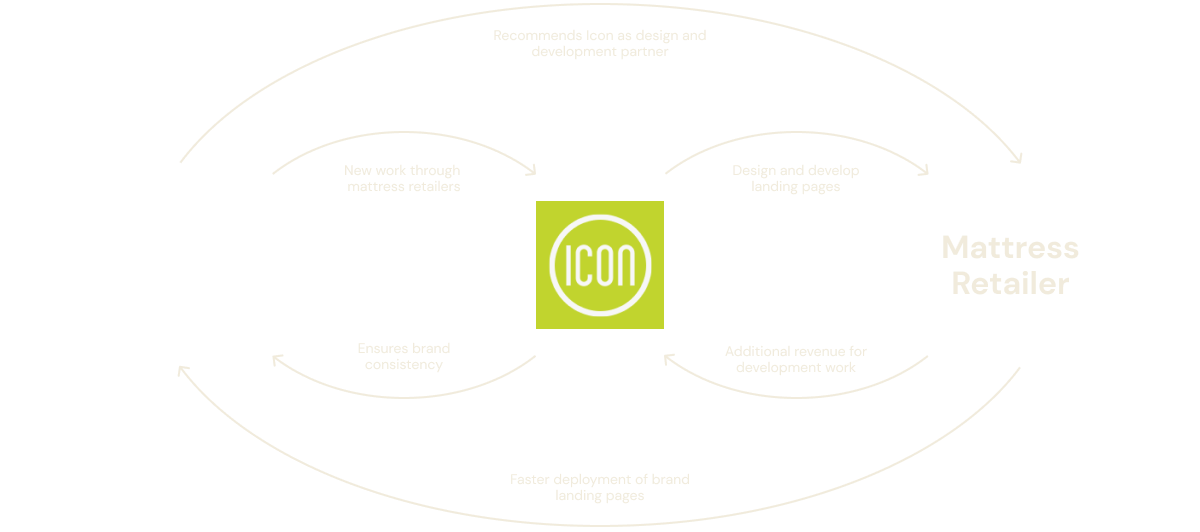 Recommends Icon as design and
development partner
New work through
mattress retailers
Design and develop
landing pages
ICON
Mattress
Retailer
Ensures brand
consistency
Additional revenue for
development work
Faster deployment of brand
landing pages